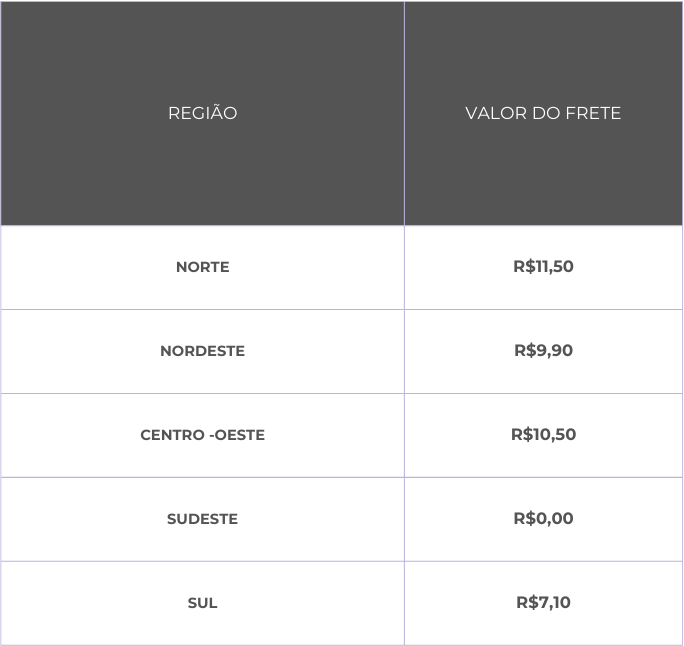 REGIÃO VALOR DO FRETE
NORTE R$11,50
NORDESTE R$9,90
CENTRO -OESTE R$10,50
SUDESTE R$0,00
SUL R$7,10